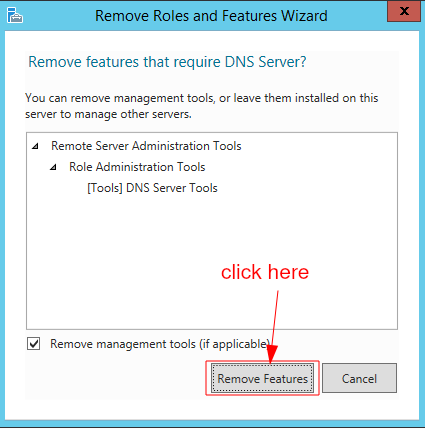 Remove Roles and Features Wizard
x
Remove features that require DNS Server?
You can remove management tools, or leave them installed on this
server to manage other servers.
Remote Server Administration Tools
Role Administration Tools
[Tools] DNS Server Tools
click here
Remove management tools (if applicable)
Remove Features
Cancel